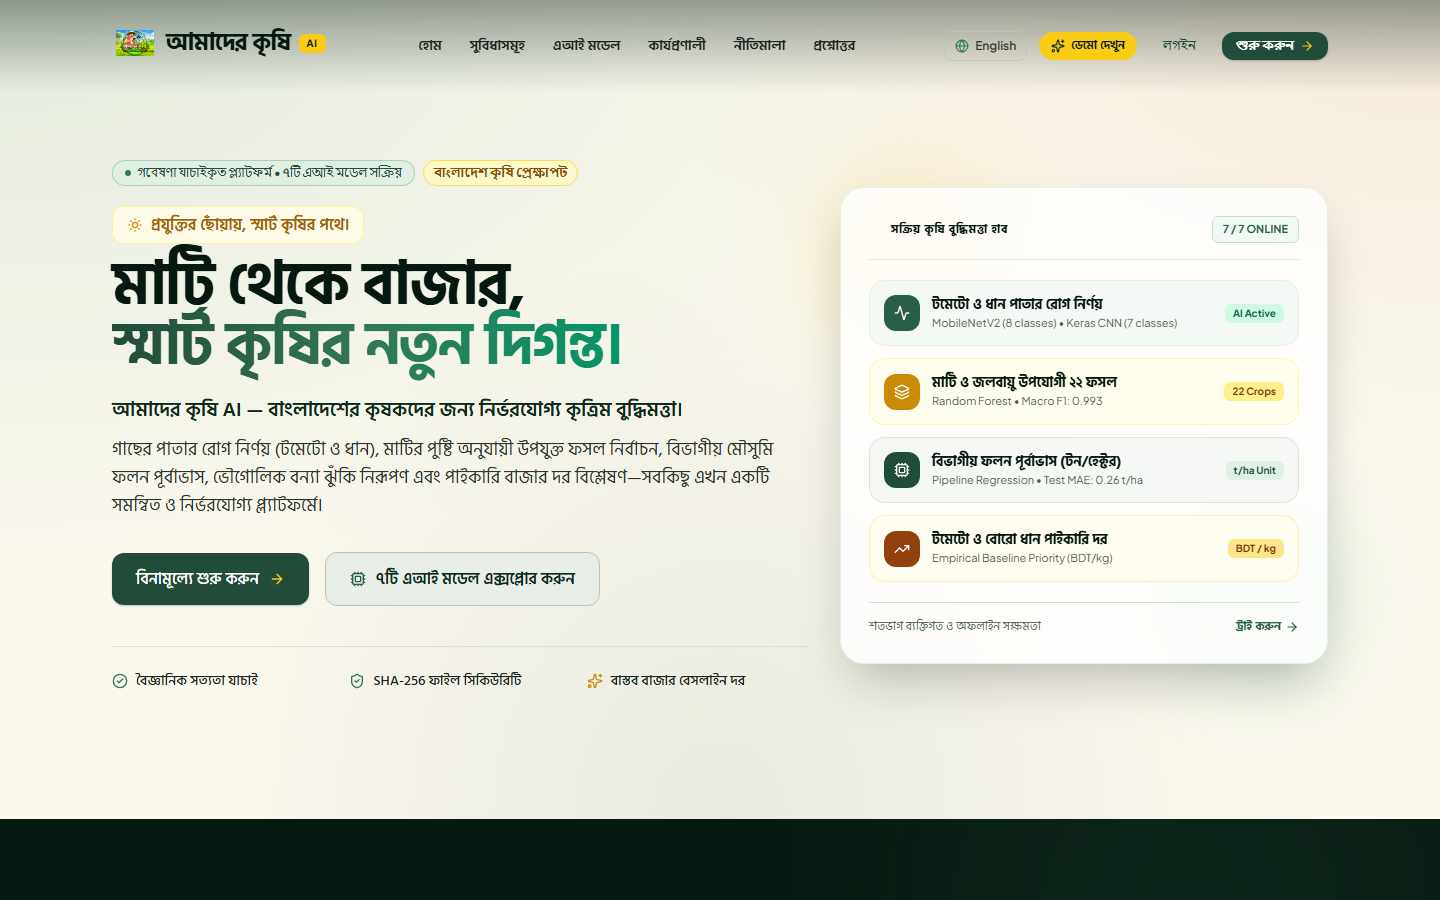 আমাদের কৃষি AI
হোম সুবিধাসমূহ এআই মডেল কার্যপ্রণালী নীতিমালা প্রশ্নোত্তর
English ডেমো দেখুন লগইন শুরু করুন
গবেষণা যাচাইকৃত প্ল্যাটফর্ম • ৭টি এআই মডেল সক্রিয় বাংলাদেশ কৃষি প্রেক্ষাপট
প্রযুক্তির ছোঁয়ায়, স্মার্ট কৃষির পথে।
মাটি থেকে বাজার,
স্মার্ট কৃষির নতুন দিগন্ত।
আমাদের কৃষি AI — বাংলাদেশের কৃষকদের জন্য নির্ভরযোগ্য কৃত্রিম বুদ্ধিমত্তা।
গাছের পাতার রোগ নির্ণয় (টমেটো ও ধান), মাটির পুষ্টি অনুযায়ী উপযুক্ত ফসল নির্বাচন, বিভাগীয় মৌসুমি
ফলন পূর্বাভাস, ভৌগোলিক বন্যা ঝুঁকি নিরূপণ এবং পাইকারি বাজার দর বিশ্লেষণ—সবকিছু এখন একটি
সমন্বিত ও নির্ভরযোগ্য প্ল্যাটফর্মে।
বিনামূল্যে শুরু করুন
৭টি এআই মডেল এক্সপ্লোর করুন
বৈজ্ঞানিক সত্যতা যাচাই
SHA-256 ফাইল সিকিউরিটি
বাস্তব বাজার বেসলাইন দর
সক্রিয় কৃষি বুদ্ধিমত্তা হাব
7 / 7 ONLINE
টমেটো ও ধান পাতার রোগ নির্ণয়
MobileNetV2 (8 classes) • Keras CNN (7 classes)
AI Active
মাটি ও জলবায়ু উপযোগী ২২ ফসল
Random Forest • Macro F1: 0.993
22 Crops
বিভাগীয় ফলন পূর্বাভাস (টন/হেক্টর)
Pipeline Regression • Test MAE: 0.26 t/ha
t/ha Unit
টমেটো ও বোরো ধান পাইকারি দর
Empirical Baseline Priority (BDT/kg)
BDT / kg
শতভাগ ব্যক্তিগত ও অফলাইন সক্ষমতা
ট্রাই করুন